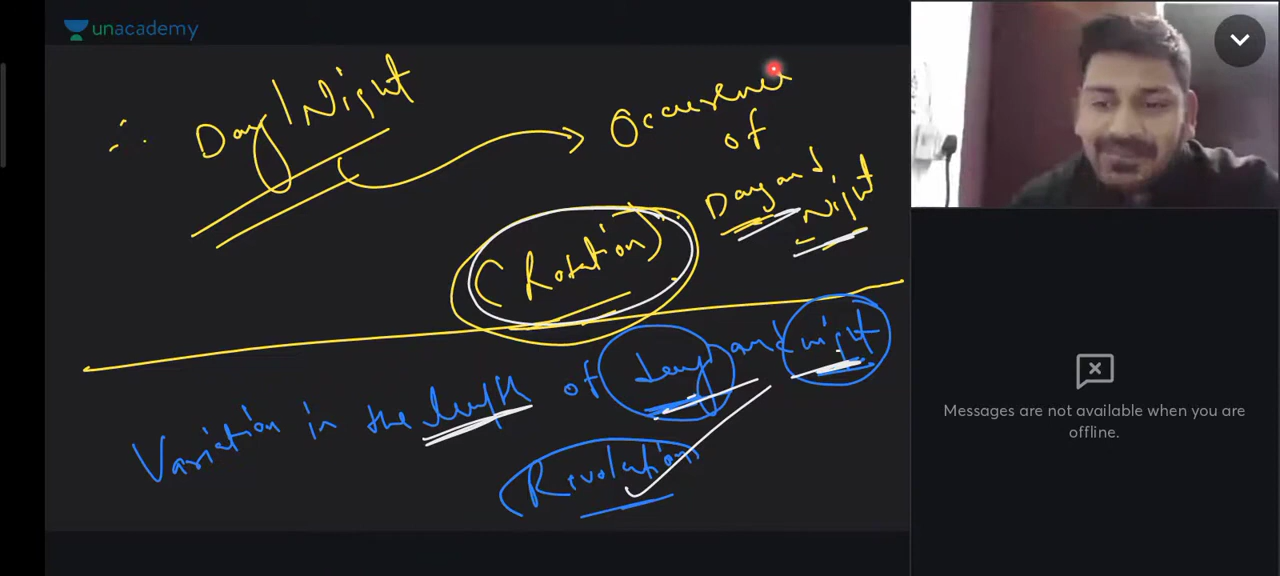 unacademy
∴ Day/Night
Occurence
of
Day and
Night
(Rotation)
Variation in the length of day and night
Revolution
Messages are not available when you are
offline.